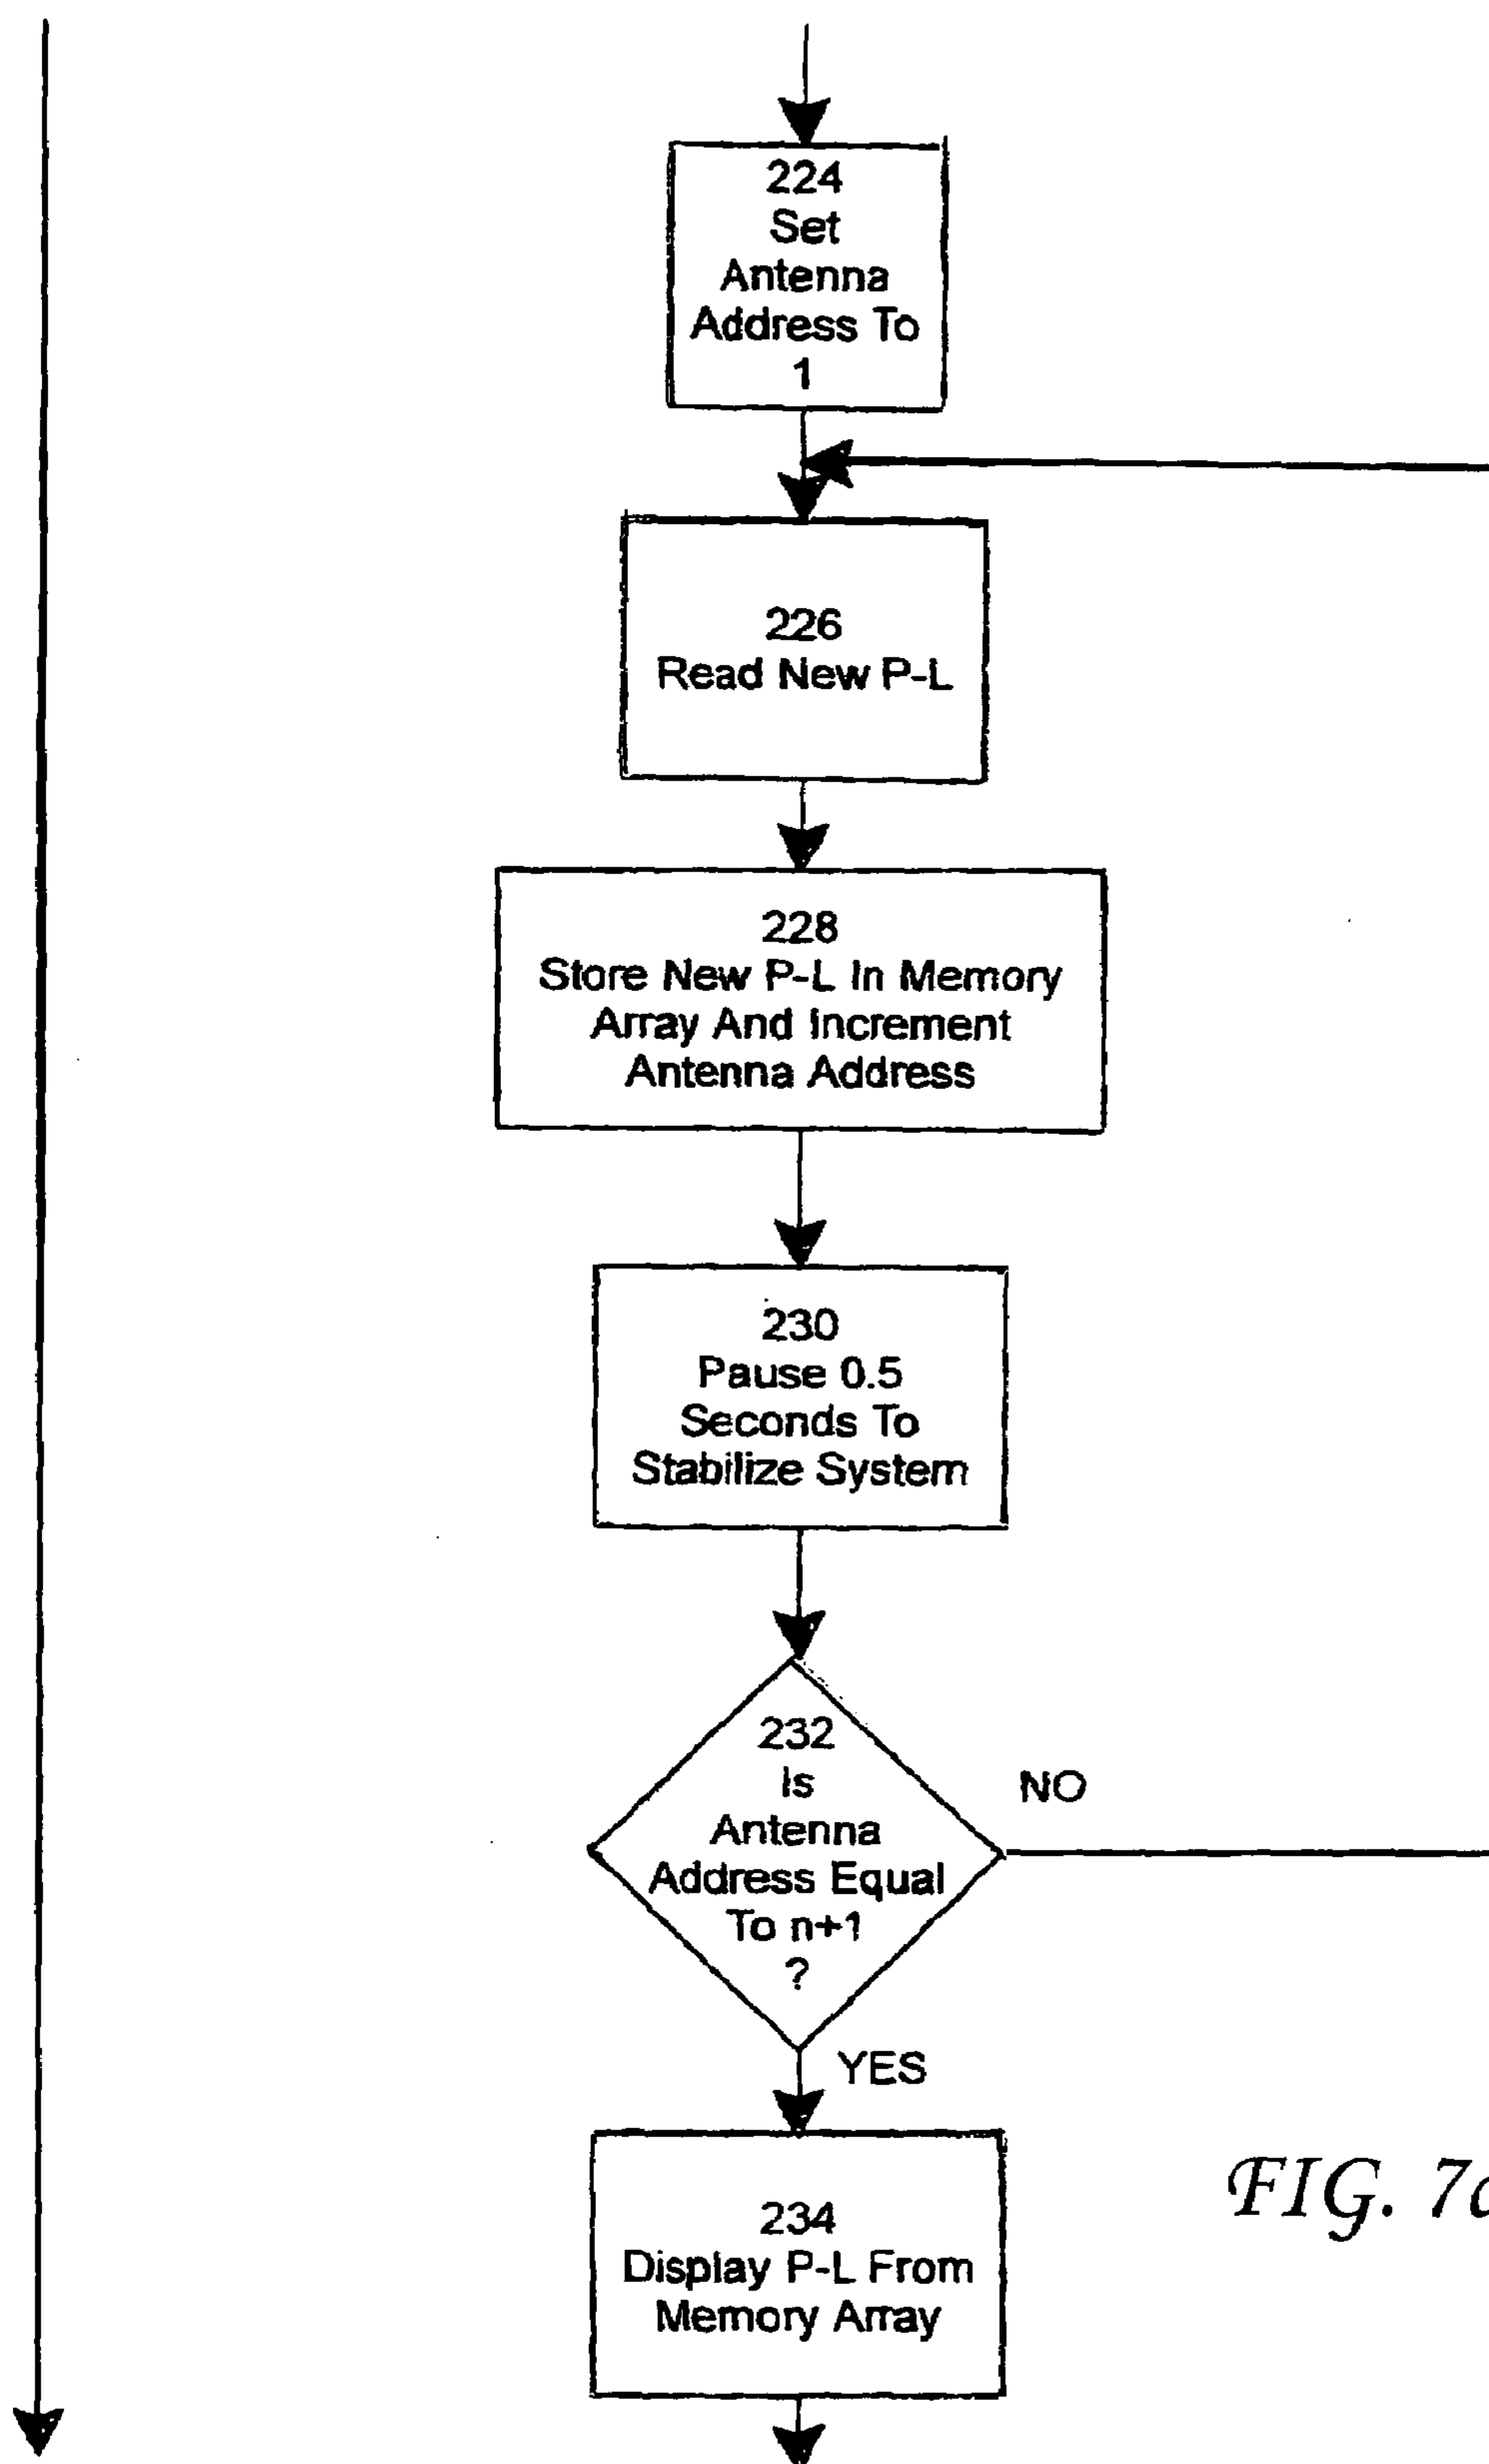 224
Set
Antenna
Address To
1
226
Read New P-L
228
Store New P-L In Memory
Array And Increment
Antenna Address
230
Pause 0.5
Seconds To
Stabilize System
232
Is
Antenna
Address Equal
To n+1
?
NO
YES
234
Display P-L From
Memory Array
FIG.